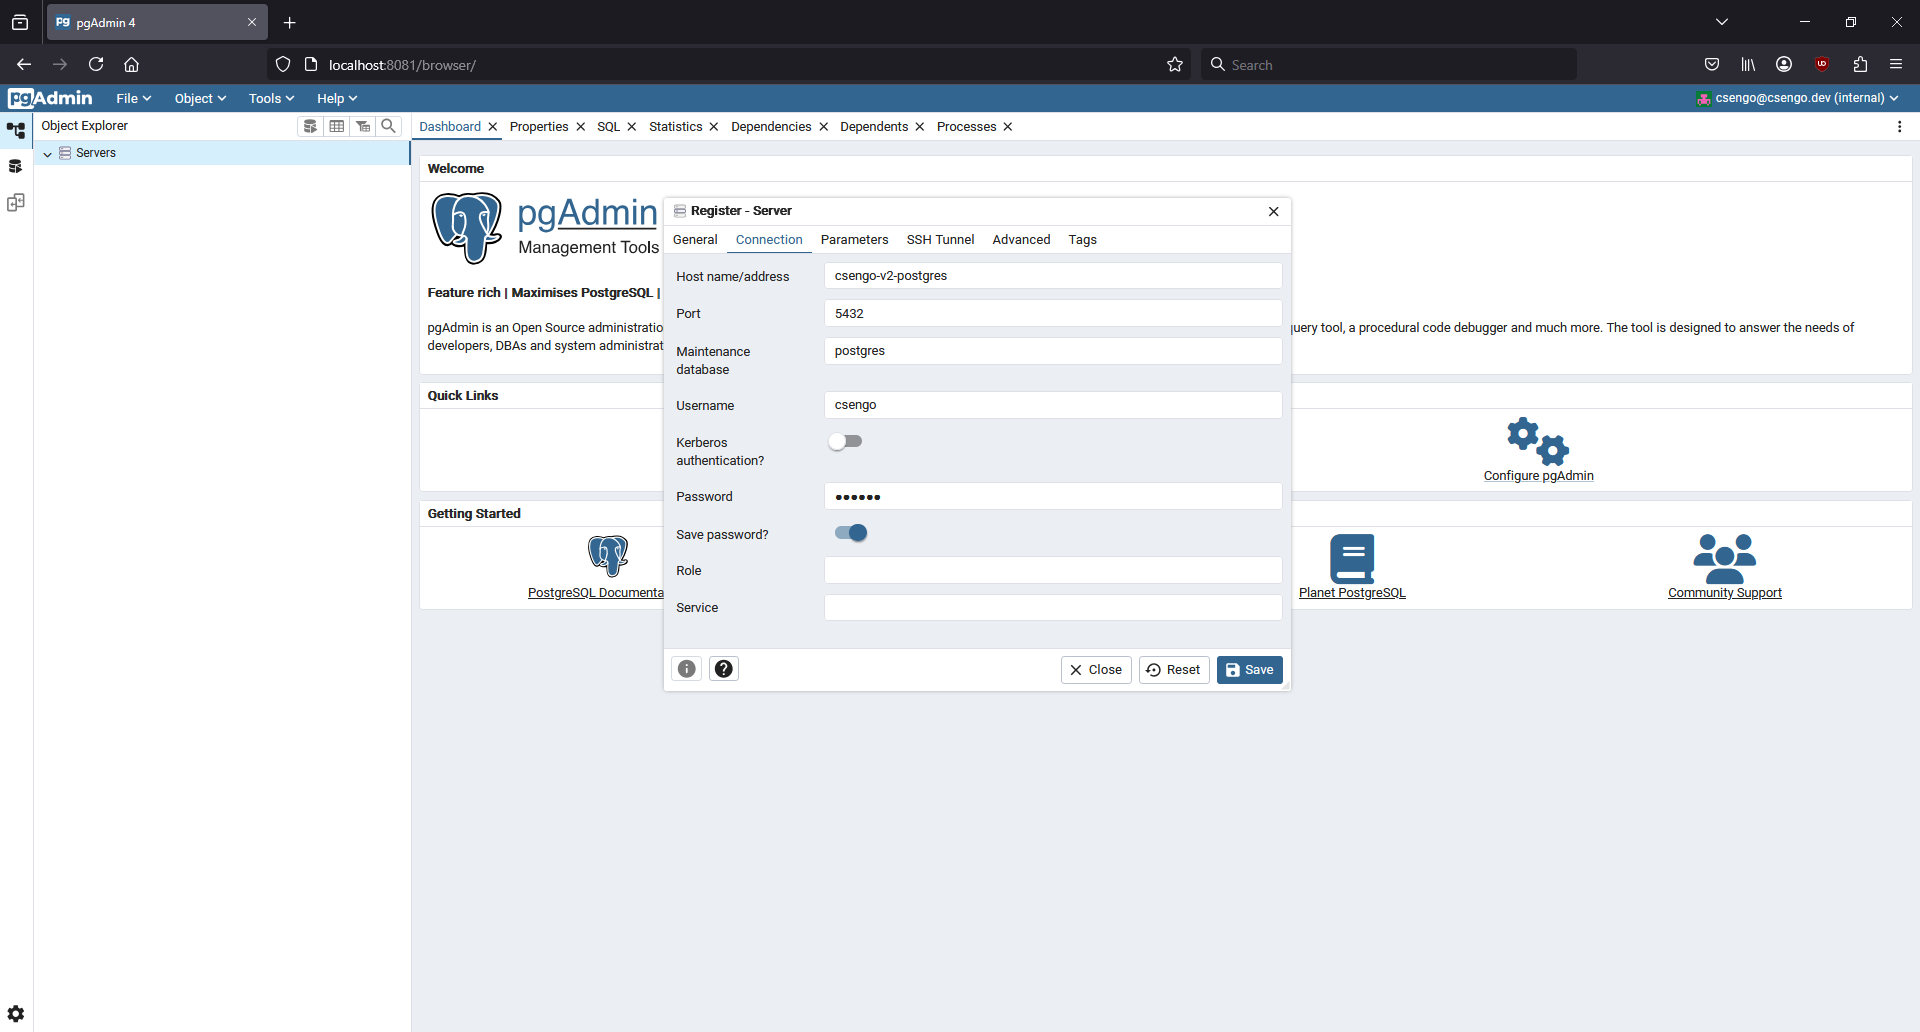 pgAdmin 4
localhost:8081/browser/
Search
pgAdmin
File
Object
Tools
Help
csengo@csengo.dev (internal)
Object Explorer
Dashboard
Properties
SQL
Statistics
Dependencies
Dependents
Processes
Servers
Welcome
pgAdmin
Management Tools
Feature rich | Maximises PostgreSQL |
pgAdmin is an Open Source administratio
query tool, a procedural code debugger and much more. The tool is designed to answer the needs of
developers, DBAs and system administrat
Quick Links
Configure pgAdmin
Getting Started
PostgreSQL Documenta
Planet PostgreSQL
Community Support
Register - Server
General
Connection
Parameters
SSH Tunnel
Advanced
Tags
Host name/address
csengo-v2-postgres
Port
5432
Maintenance
database
postgres
Username
csengo
Kerberos
authentication?
Password
••••••
Save password?
Role
Service
Close
Reset
Save